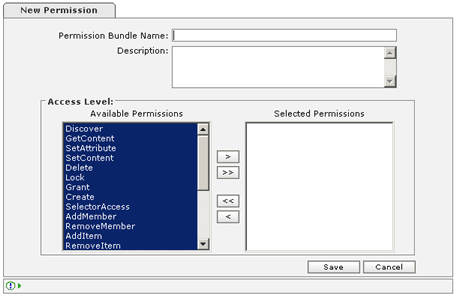 New Permission
Permission Bundle Name:
Description:
Access Level:
Available Permissions
Selected Permissions
Discover
GetContent
SetAttribute
SetContent
Delete
Lock
Grant
Create
SelectorAccess
AddMember
RemoveMember
AddItem
RemoveItem
>
>>
<<
<
Save
Cancel